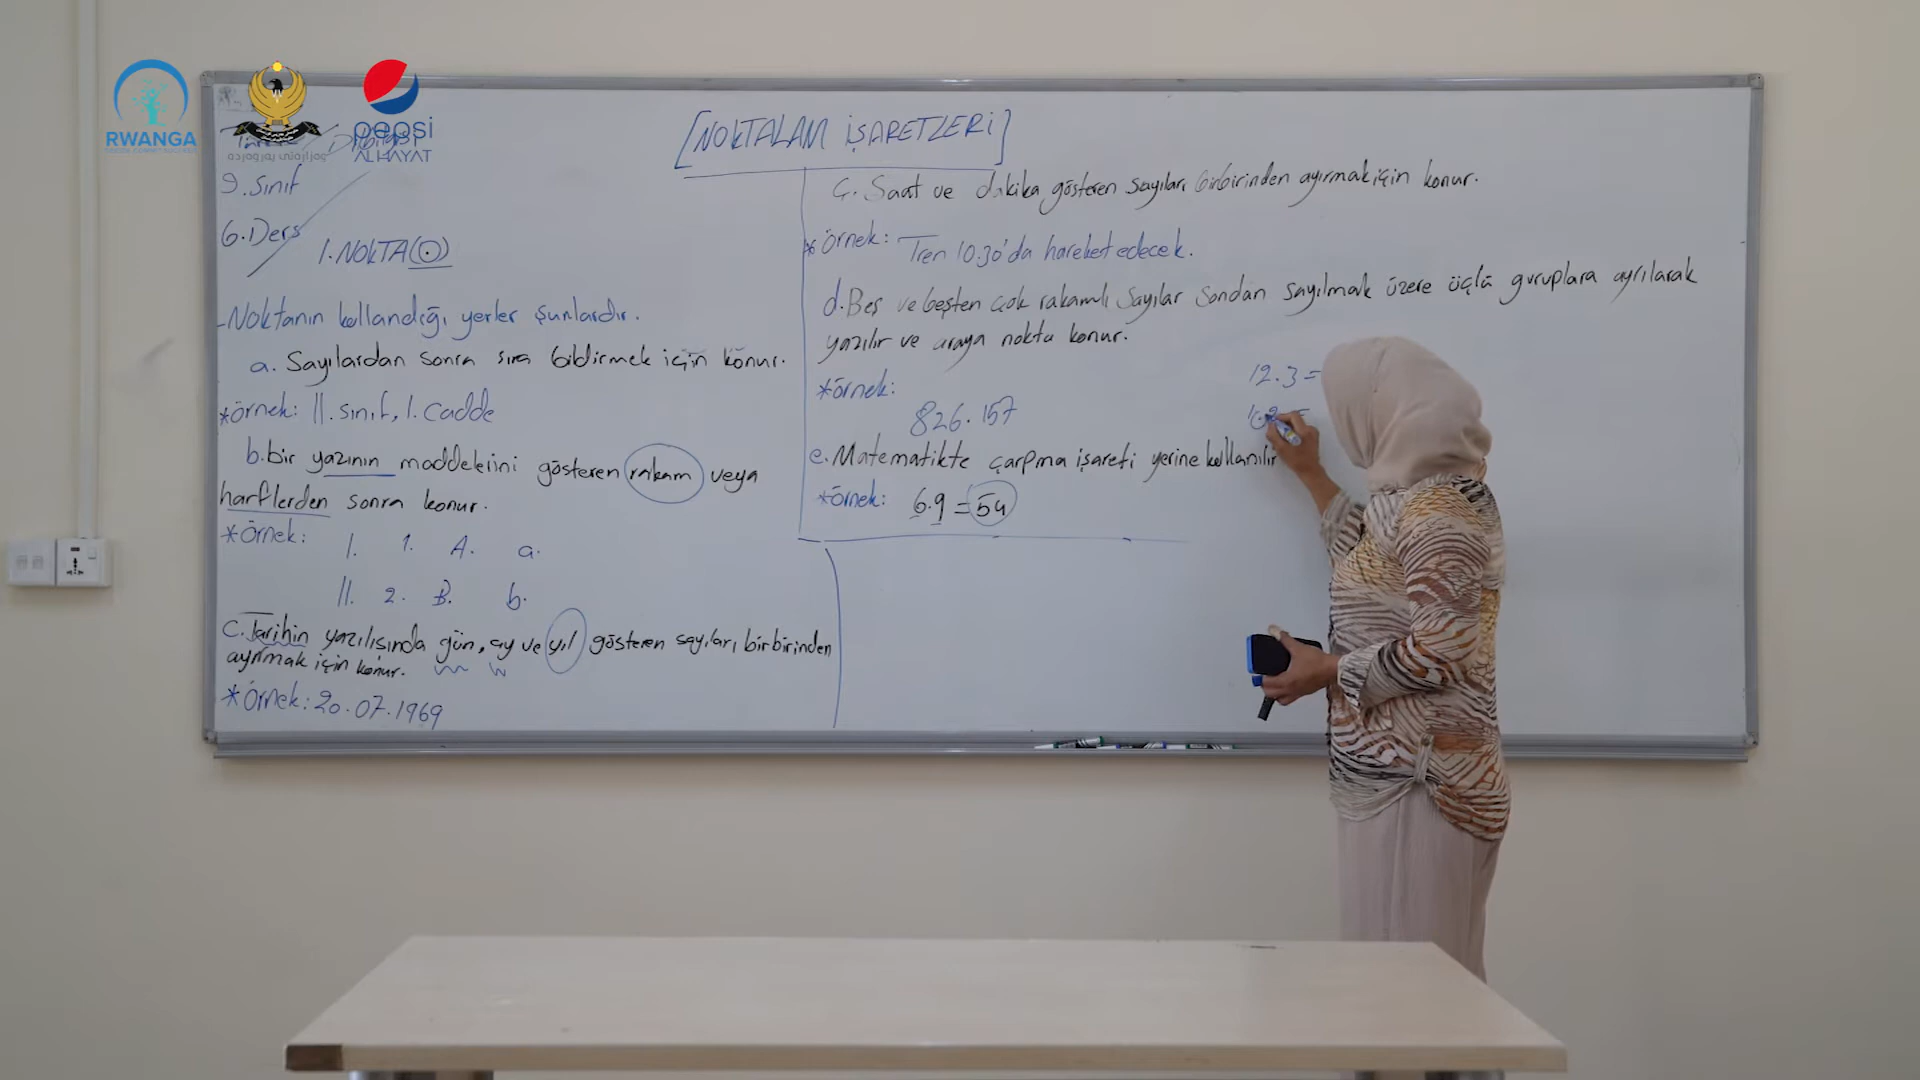 RWANGA
pepsi
AL HAYAT
[NOKTALAM İŞARETLERİ]
9. Sınıf
6. Ders
1. NOKTA (.)
- Noktanın kullandığı yerler şunlardır.
a. Sayılardan sonra sıra bildirmek için konur.
*örnek: II. sınıf, I. cadde
b. bir yazının maddelerini gösteren rakam veya
harflerden sonra konur.
*örnek: I. 1. A. a.
II. 2. B. b.
C. Tarihin yazılışında gün, ay ve yıl gösteren sayıları birbirinden
ayırmak için konur.
*örnek: 20.07.1969
ç. Saat ve dakika gösteren sayıları birbirinden ayırmak için konur.
*örnek: Tren 10.30'da hareket edecek.
d. Beş ve beşten çok rakamlı sayılar sondan sayılmak üzere üçlü guruplara ayrılarak
yazılır ve araya nokta konur.
*örnek:
826.157
e. Matematikte çarpma işareti yerine kullanılır
*örnek: 6.9 = 54
12.3 =